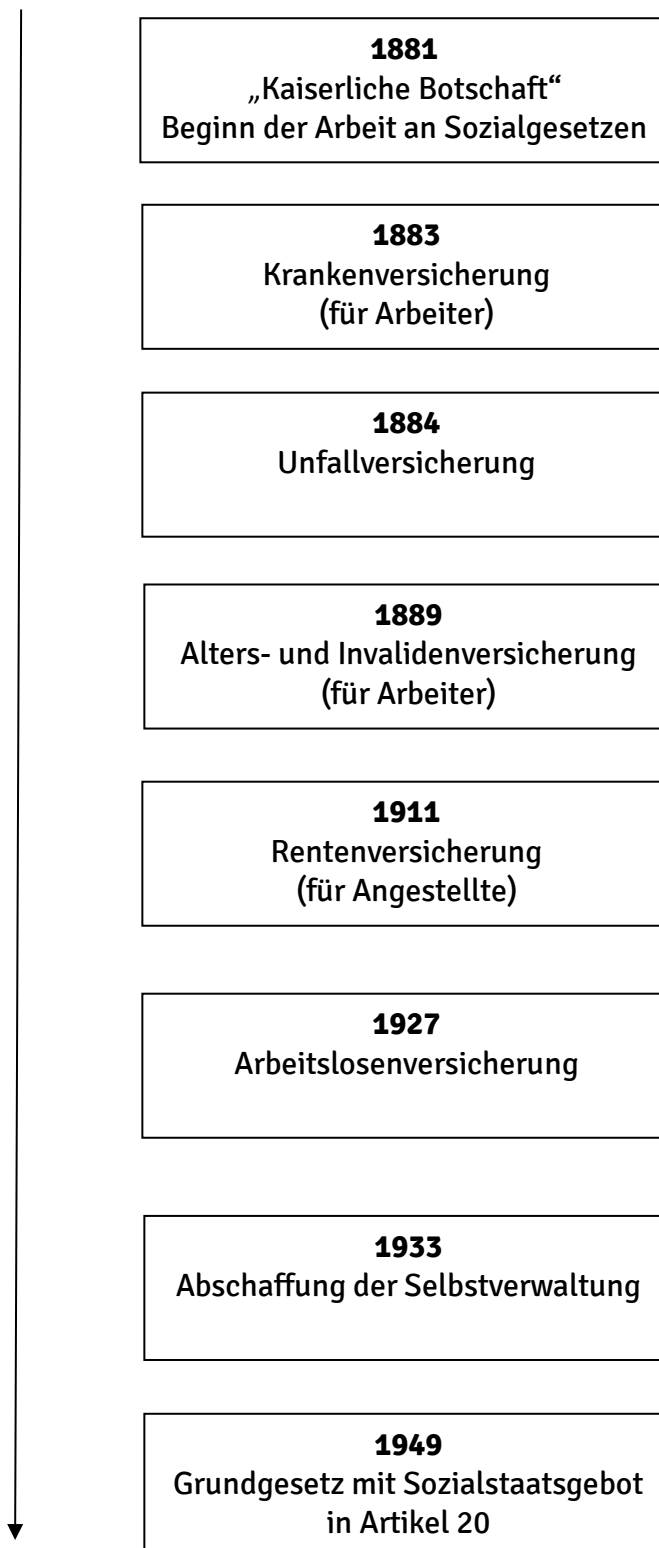 1881
„Kaiserliche Botschaft“
Beginn der Arbeit an Sozialgesetzen
1883
Krankenversicherung
(für Arbeiter)
1884
Unfallversicherung
1889
Alters- und Invalidenversicherung
(für Arbeiter)
1911
Rentenversicherung
(für Angestellte)
1927
Arbeitslosenversicherung
1933
Abschaffung der Selbstverwaltung
1949
Grundgesetz mit Sozialstaatsgebot
in Artikel 20